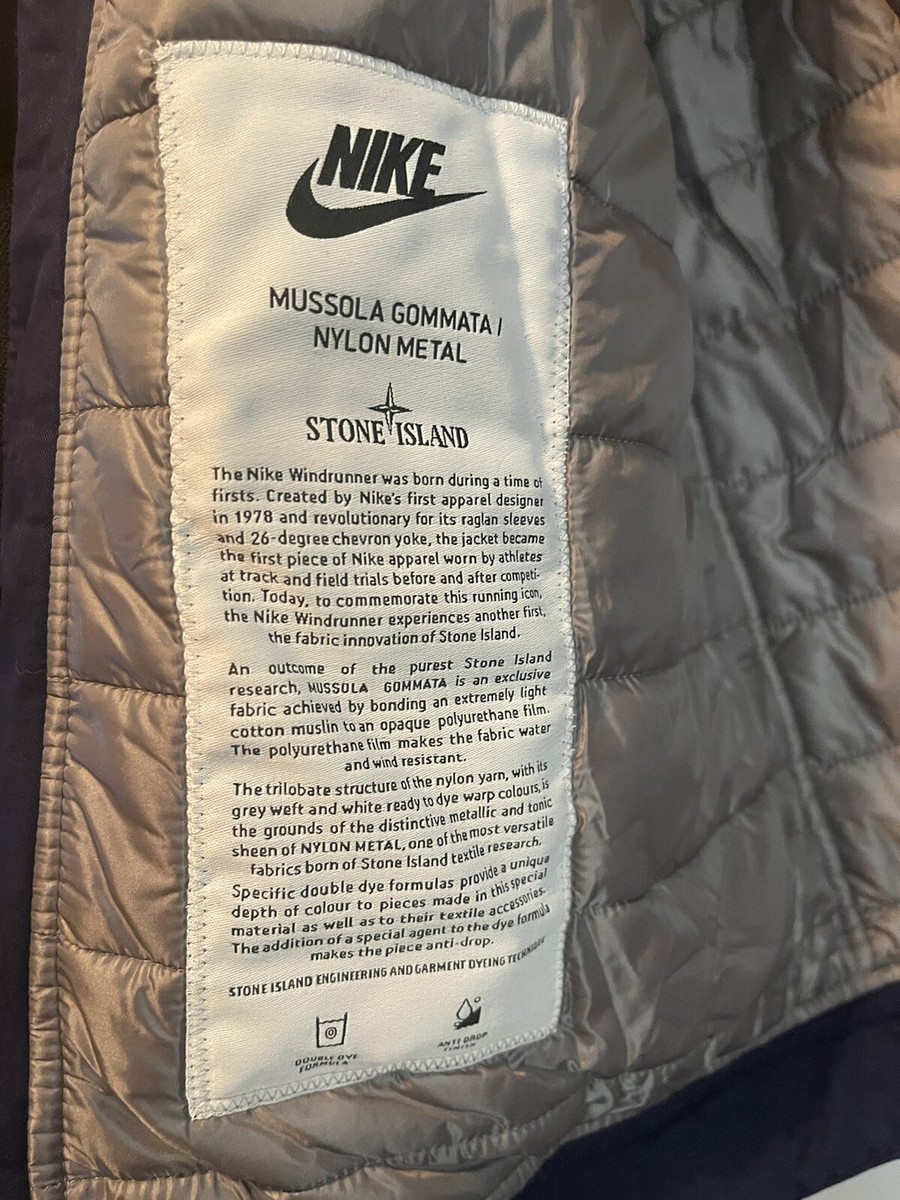 NIKE
MUSSOLA GOMMATA /
NYLON METAL
STONE ISLAND
The Nike Windrunner was born during a time of
firsts. Created by Nike's first apparel designer
in 1978 and revolutionary for its raglan sleeves
and 26-degree chevron yoke, the jacket became
the first piece of Nike apparel worn by athletes
at track and field trials before and after competi-
tion. Today, to commemorate this running icon,
the Nike Windrunner experiences another first,
the fabric innovation of Stone Island.
An outcome of the purest Stone Island
research, MUSSOLA GOMMATA is an exclusive
fabric achieved by bonding an extremely light
cotton muslin to an opaque polyurethane film.
The polyurethane film makes the fabric water
and wind resistant.
The trilobate structure of the nylon yarn, with its
grey weft and white ready to dye warp colours, is
the grounds of the distinctive metallic and tonic
sheen of NYLON METAL, one of the most versatile
fabrics born of Stone Island textile research.
Specific double dye formulas provide a unique
depth of colour to pieces made in this special
material as well as to their textile accessories.
The addition of a special agent to the dye formula
makes the piece anti-drop.
STONE ISLAND ENGINEERING AND GARMENT DYEING TECHNIQUE
DOUBLE DYE
FORMULA
ANTI DROP
FINISH